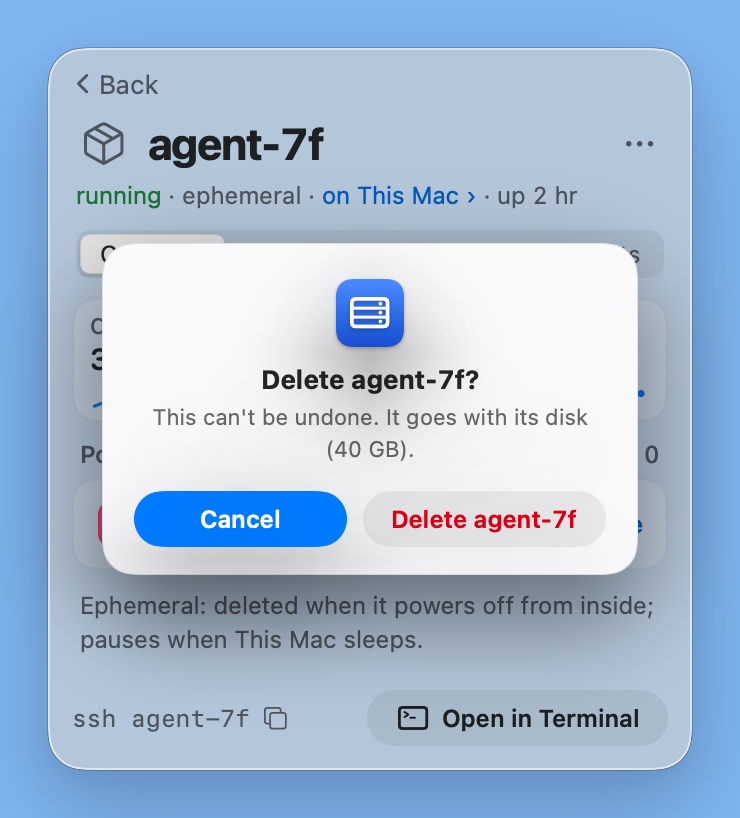 Back
agent-7f
running · ephemeral · on This Mac › · up 2 hr
Delete agent-7f?
This can't be undone. It goes with its disk
(40 GB).
0
Cancel
Delete agent-7f
Ephemeral: deleted when it powers off from inside;
pauses when This Mac sleeps.
ssh agent-7f
Open in Terminal